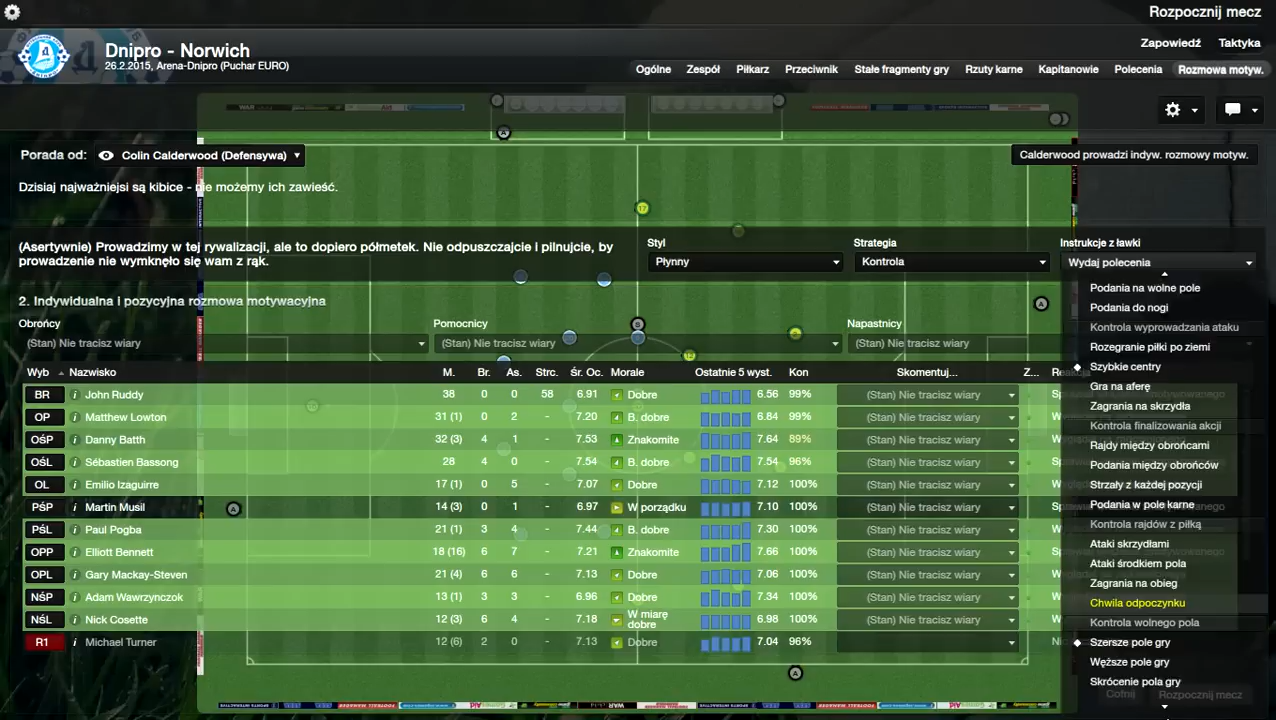 Rozpocznij mecz
Dnipro - Norwich
26.2.2015, Arena-Dnipro (Puchar EURO)
Zapowiedź Taktyka
Ogólne Zespół Piłkarz Przeciwnik Stałe fragmenty gry Rzuty karne Kapitanowie Polecenia Rozmowa motyw.
Porada od: Colin Calderwood (Defensywa)
Calderwood prowadzi indyw. rozmowy motyw.
Dzisiaj najważniejsi są kibice - nie możemy ich zawieść.
(Asertywnie) Prowadzimy w tej rywalizacji, ale to dopiero półmetek. Nie odpuszczajcie i pilnujcie, by
prowadzenie nie wymknęło się wam z rąk.
Styl Strategia Instrukcje z ławki
Płynny Kontrola Wydaj polecenia
2. Indywidualna i pozycyjna rozmowa motywacyjna
Obrońcy Pomocnicy Napastnicy
(Stan) Nie tracisz wiary (Stan) Nie tracisz wiary (Stan) Nie tracisz wiary
Wyb Nazwisko M. Br. As. Strc. Śr. Oc. Morale Ostatnie 5 wyst. Kon Skomentuj... Z...
BR i John Ruddy 38 0 0 58 6.91 Dobre 6.56 99% (Stan) Nie tracisz wiary
OP i Matthew Lowton 31 (1) 0 2 - 7.20 B. dobre 6.84 99% (Stan) Nie tracisz wiary
OŚP i Danny Batth 32 (3) 4 1 - 7.53 Znakomite 7.64 89% (Stan) Nie tracisz wiary
OŚL i Sébastien Bassong 28 4 0 - 7.54 B. dobre 7.54 96% (Stan) Nie tracisz wiary
OL i Emilio Izaguirre 17 (1) 0 5 - 7.07 Dobre 7.12 100% (Stan) Nie tracisz wiary
PŚP i Martin Musil 14 (3) 0 1 - 6.97 W porządku 7.10 100% (Stan) Nie tracisz wiary
PŚL i Paul Pogba 21 (1) 3 4 - 7.44 B. dobre 7.30 100% (Stan) Nie tracisz wiary
OPP i Elliott Bennett 18 (16) 6 7 - 7.21 Znakomite 7.66 100% (Stan) Nie tracisz wiary
OPL i Gary Mackay-Steven 21 (4) 6 6 - 7.13 Dobre 7.06 100% (Stan) Nie tracisz wiary
NŚP i Adam Wawrzynczok 13 (1) 3 3 - 6.96 Dobre 7.34 100% (Stan) Nie tracisz wiary
NŚL i Nick Cosette 12 (3) 6 4 - 7.18 W miarę dobre 6.98 100% (Stan) Nie tracisz wiary
R1 i Michael Turner 12 (6) 2 0 - 7.13 Dobre 7.04 96%
Podania na wolne pole
Podania do nogi
Kontrola wyprowadzania ataku
Rozegranie piłki po ziemi
Szybkie centry
Gra na aferę
Zagrania na skrzydła
Kontrola finalizowania akcji
Rajdy między obrońcami
Podania między obrońców
Strzały z każdej pozycji
Podania w pole karne
Kontrola rajdów z piłką
Ataki skrzydłami
Ataki środkiem pola
Zagrania na obieg
Chwila odpoczynku
Kontrola wolnego pola
Szersze pole gry
Węższe pole gry
Skrócenie pola gry
Cofnij Rozpocznij mecz